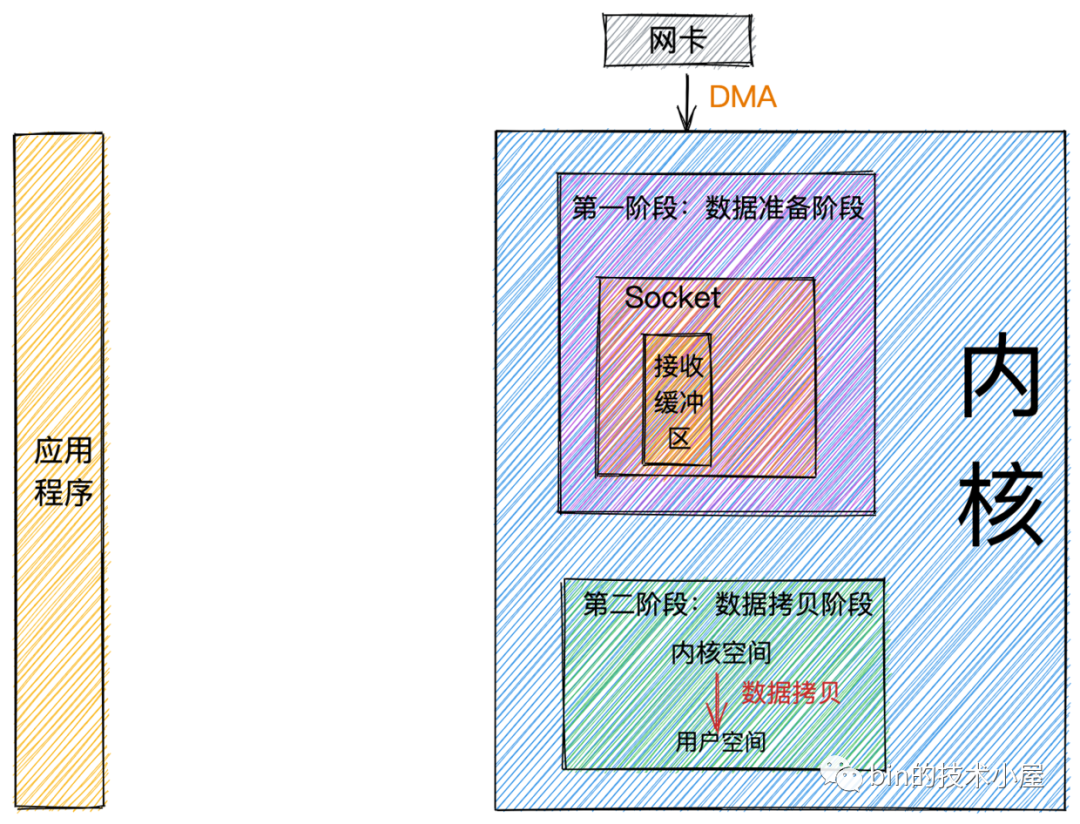 网卡
DMA
第一阶段：数据准备阶段
Socket
接收
缓冲
区
内
核
应用
程序
第二阶段：数据拷贝阶段
内核空间
数据拷贝
用户空间
bin的技术小屋